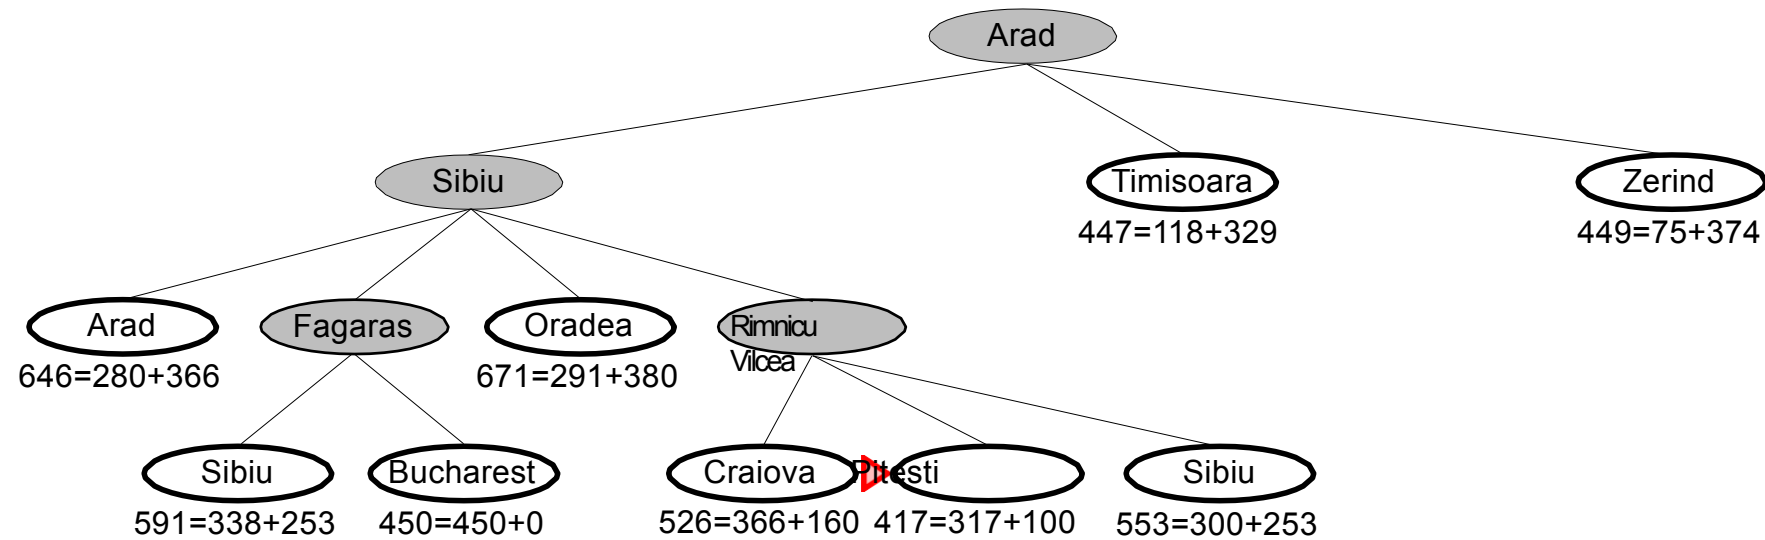 Arad
Sibiu
Timisoara
Zerind
447=118+329
449=75+374
Arad
Fagaras
Oradea
Rimnicu
Vilcea
646=280+366
671=291+380
Sibiu
Bucharest
Craiova
Pitesti
Sibiu
591=338+253
450=450+0
526=366+160
417=317+100
553=300+253